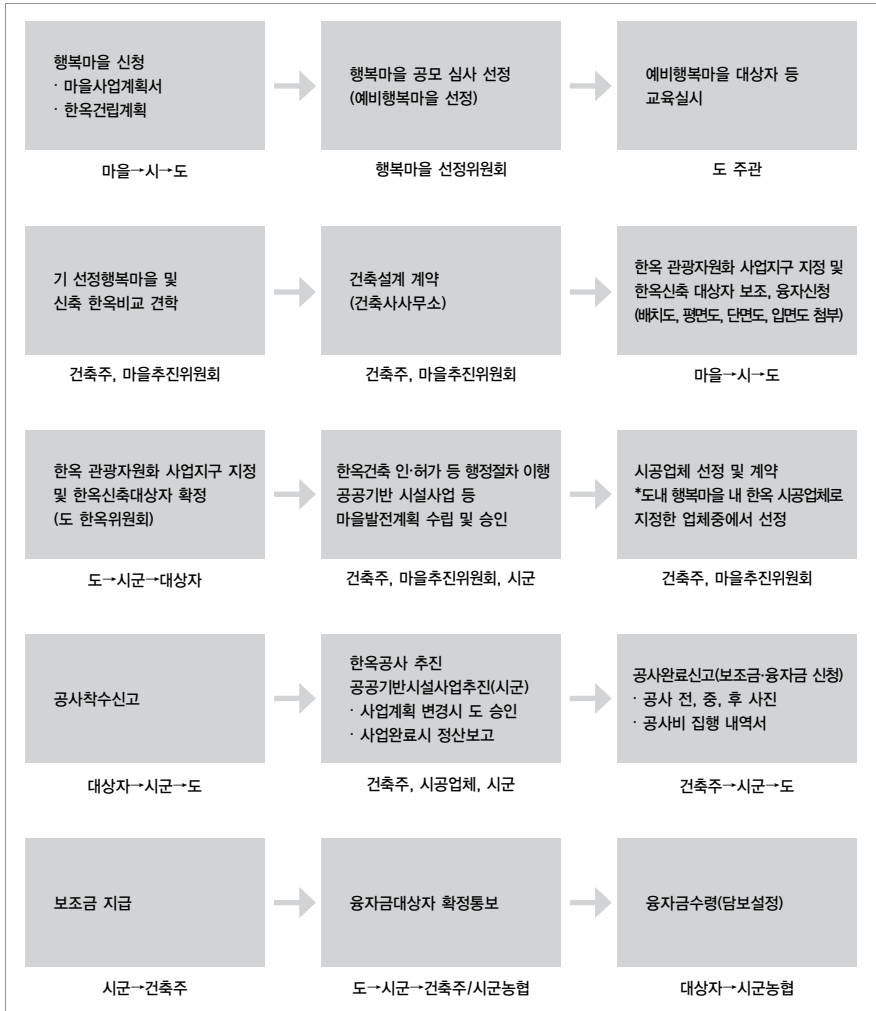 행복마을 신청
· 마을사업계획서
· 한옥건립계획
마을→시→도
행복마을 공모 심사 선정
(예비행복마을 선정)
행복마을 선정위원회
예비행복마을 대상자 등
교육실시
도 주관
기 선정행복마을 및
신축 한옥비교 견학
건축주, 마을추진위원회
건축설계 계약
(건축사사무소)
건축주, 마을추진위원회
한옥 관광자원화 사업지구 지정 및
한옥신축 대상자 보조, 융자신청
(배치도, 평면도, 단면도, 입면도 첨부)
마을→시→도
한옥 관광자원화 사업지구 지정
및 한옥신축대상자 확정
(도 한옥위원회)
도→시군→대상자
한옥건축 인·허가 등 행정절차 이행
공공기반 시설사업 등
마을발전계획 수립 및 승인
건축주, 마을추진위원회, 시군
시공업체 선정 및 계약
*도내 행복마을 내 한옥 시공업체로
지정한 업체중에서 선정
건축주, 마을추진위원회
공사착수신고
대상자→시군→도
한옥공사 추진
공공기반시설사업추진(시군)
· 사업계획 변경시 도 승인
· 사업완료시 정산보고
건축주, 시공업체, 시군
공사완료신고(보조금·융자금 신청)
· 공사 전, 중, 후 사진
· 공사비 집행 내역서
건축주→시군→도
보조금 지급
시군→건축주
융자금대상자 확정통보
도→시군→건축주/시군농협
융자금수령(담보설정)
대상자→시군농협